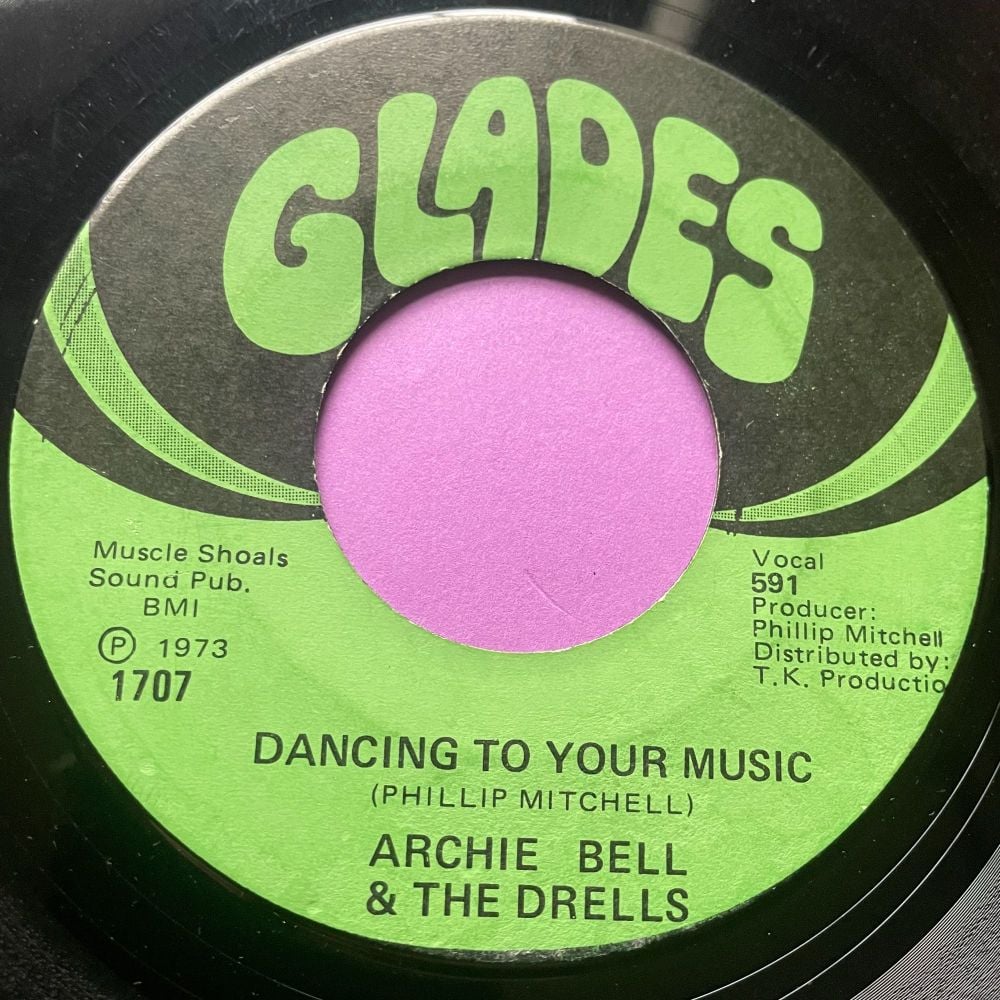 GLADES
Muscle Shoals
Sound Pub.
BMI
Ⓟ 1973
1707
Vocal
591
Producer:
Phillip Mitchell
Distributed by:
T.K. Productio
DANCING TO YOUR MUSIC
(PHILLIP MITCHELL)
ARCHIE BELL
& THE DRELLS